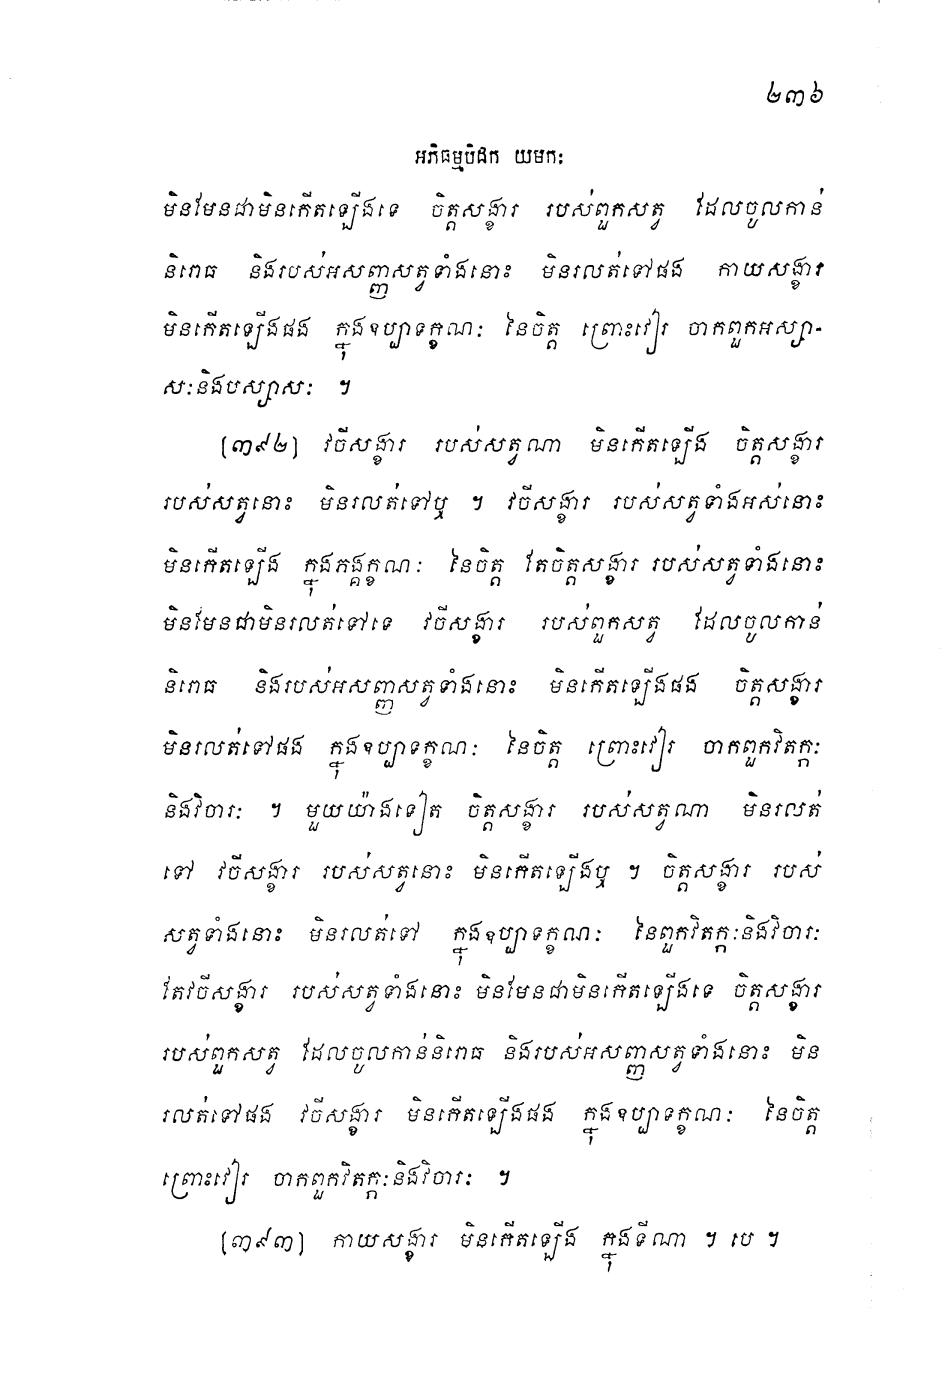 ២៣៦
អភិធម្មបិដក យមកៈ
មិនមែនជាមិនកើតឡើងទេ ចិត្តសង្ខារ របស់ពួកសត្វ ដែលចូលកាន់
និរោធ និងរបស់អសញ្ញសត្វទាំងនោះ មិនរលត់ទៅផង កាយសង្ខារ
មិនកើតឡើងផង ក្នុងឧប្បាទក្ខណៈ នៃចិត្ត ព្រោះវៀរ ចាកពួកអស្សា-
សៈនិងបស្សាសៈ ។
(៣៩២) វចីសង្ខារ របស់សត្វណា មិនកើតឡើង ចិត្តសង្ខារ
របស់សត្វនោះ មិនរលត់ទៅឬ ។ វចីសង្ខារ របស់សត្វទាំងអស់នោះ
មិនកើតឡើង ក្នុងភង្គក្ខណៈ នៃចិត្ត តែចិត្តសង្ខារ របស់សត្វទាំងនោះ
មិនមែនជាមិនរលត់ទៅទេ វចីសង្ខារ របស់ពួកសត្វ ដែលចូលកាន់
និរោធ និងរបស់អសញ្ញសត្វទាំងនោះ មិនកើតឡើងផង ចិត្តសង្ខារ
មិនរលត់ទៅផង ក្នុងឧប្បាទក្ខណៈ នៃចិត្ត ព្រោះវៀរ ចាកពួកវិតក្កៈ
និងវិចារៈ ។ មួយយ៉ាងទៀត ចិត្តសង្ខារ របស់សត្វណា មិនរលត់
ទៅ វចីសង្ខារ របស់សត្វនោះ មិនកើតឡើងឬ ។ ចិត្តសង្ខារ របស់
សត្វទាំងនោះ មិនរលត់ទៅ ក្នុងឧប្បាទក្ខណៈ នៃពួកវិតក្កៈនិងវិចារៈ
តែវចីសង្ខារ របស់សត្វទាំងនោះ មិនមែនជាមិនកើតឡើងទេ ចិត្តសង្ខារ
របស់ពួកសត្វ ដែលចូលកាន់និរោធ និងរបស់អសញ្ញសត្វទាំងនោះ មិន
រលត់ទៅផង វចីសង្ខារ មិនកើតឡើងផង ក្នុងឧប្បាទក្ខណៈ នៃចិត្ត
ព្រោះវៀរ ចាកពួកវិតក្កៈនិងវិចារៈ ។
(៣៩៣) កាយសង្ខារ មិនកើតឡើង ក្នុងទីណា ។ បេ ។